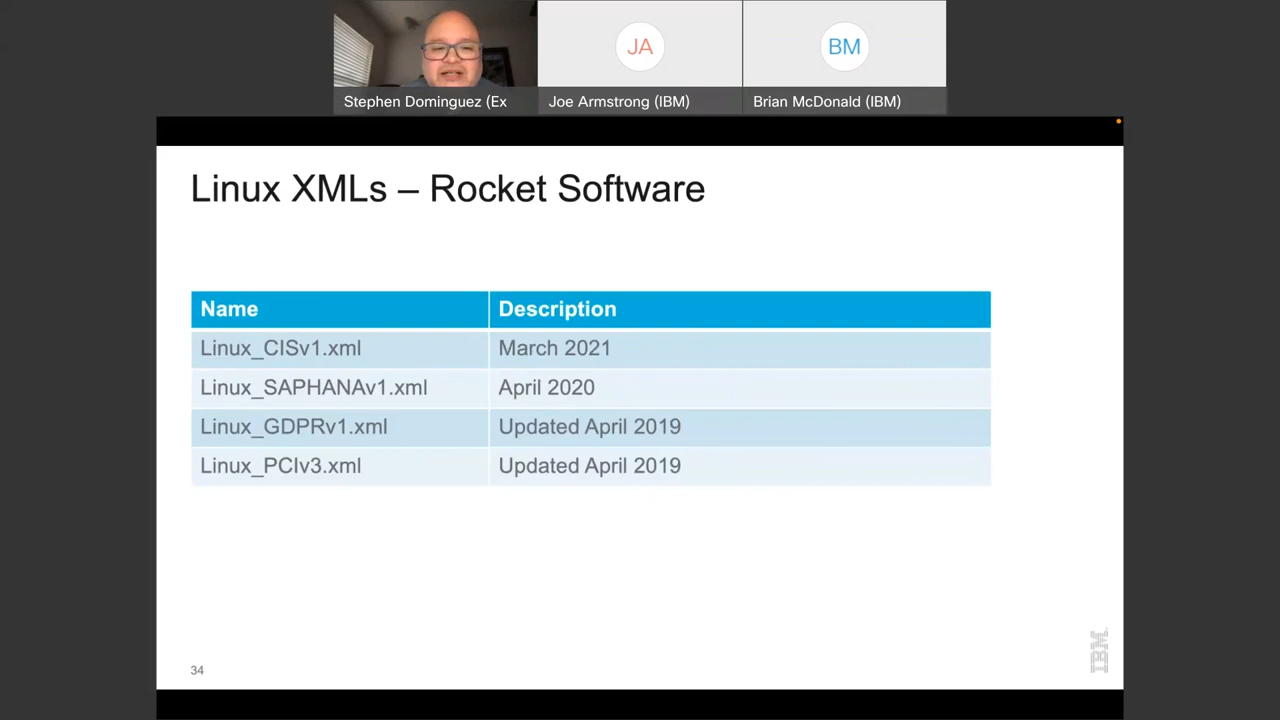 JA
BM
Stephen Dominguez (Ex
Joe Armstrong (IBM)
Brian McDonald (IBM)
Linux XMLs – Rocket Software
Name Description
Linux_CISv1.xml March 2021
Linux_SAPHANAv1.xml April 2020
Linux_GDPRv1.xml Updated April 2019
Linux_PCIv3.xml Updated April 2019
34
IBM